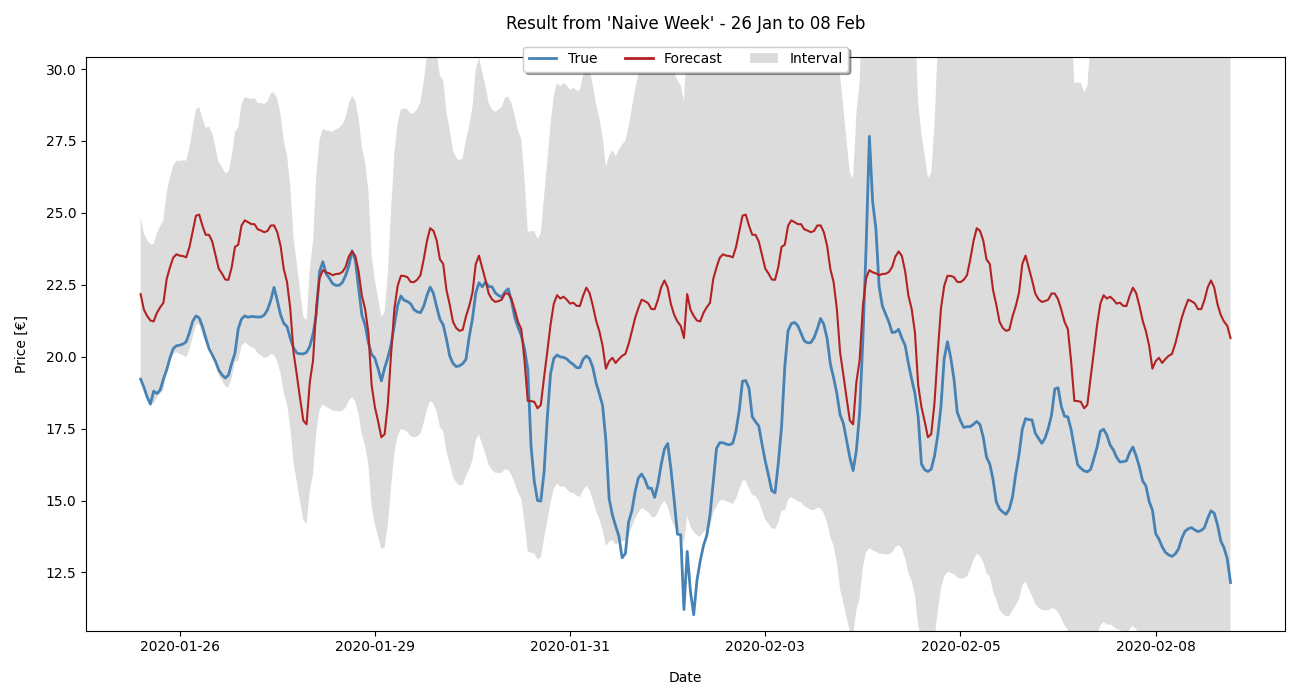 Result from 'Naive Week' - 26 Jan to 08 Feb
True Forecast Interval
30.0
27.5
25.0
22.5
20.0
17.5
15.0
12.5
Price [€]
2020-01-26 2020-01-29 2020-01-31 2020-02-03 2020-02-05 2020-02-08
Date